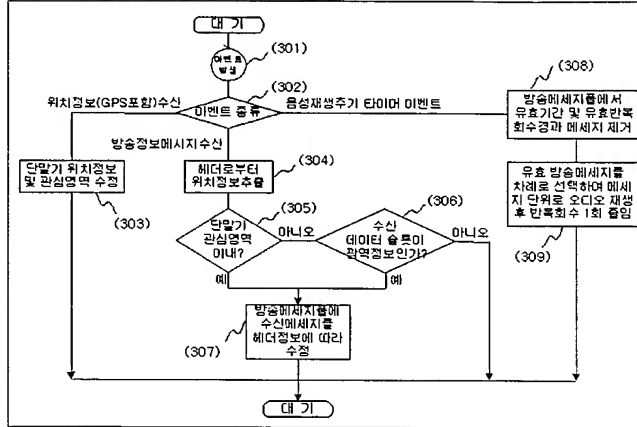 대 기
(301)
이벤트
발생
(302)
이벤트 종류
위치정보(GPS포함)수신
음성재생주기 타이머 이벤트
방송정보메시지수신
(308)
방송메세지풀에서
유효기간 및 유효반복
회수경과 메세지 제거
단말기 위치정보
및 관심영역 수정
(303)
(304)
헤더로부터
위치정보추출
유효 방송메세지를
차례로 선택하여 메세
지 단위로 오디오 재생
후 반복회수 1회 줄임
(309)
(305)
단말기
관심영역
이내?
아니오
예
(306)
수신
데이터 슬롯이
광역정보인가?
아니오
예
(307)
방송메세지풀에
수신메세지를
헤더정보에 따라
수정
대 기